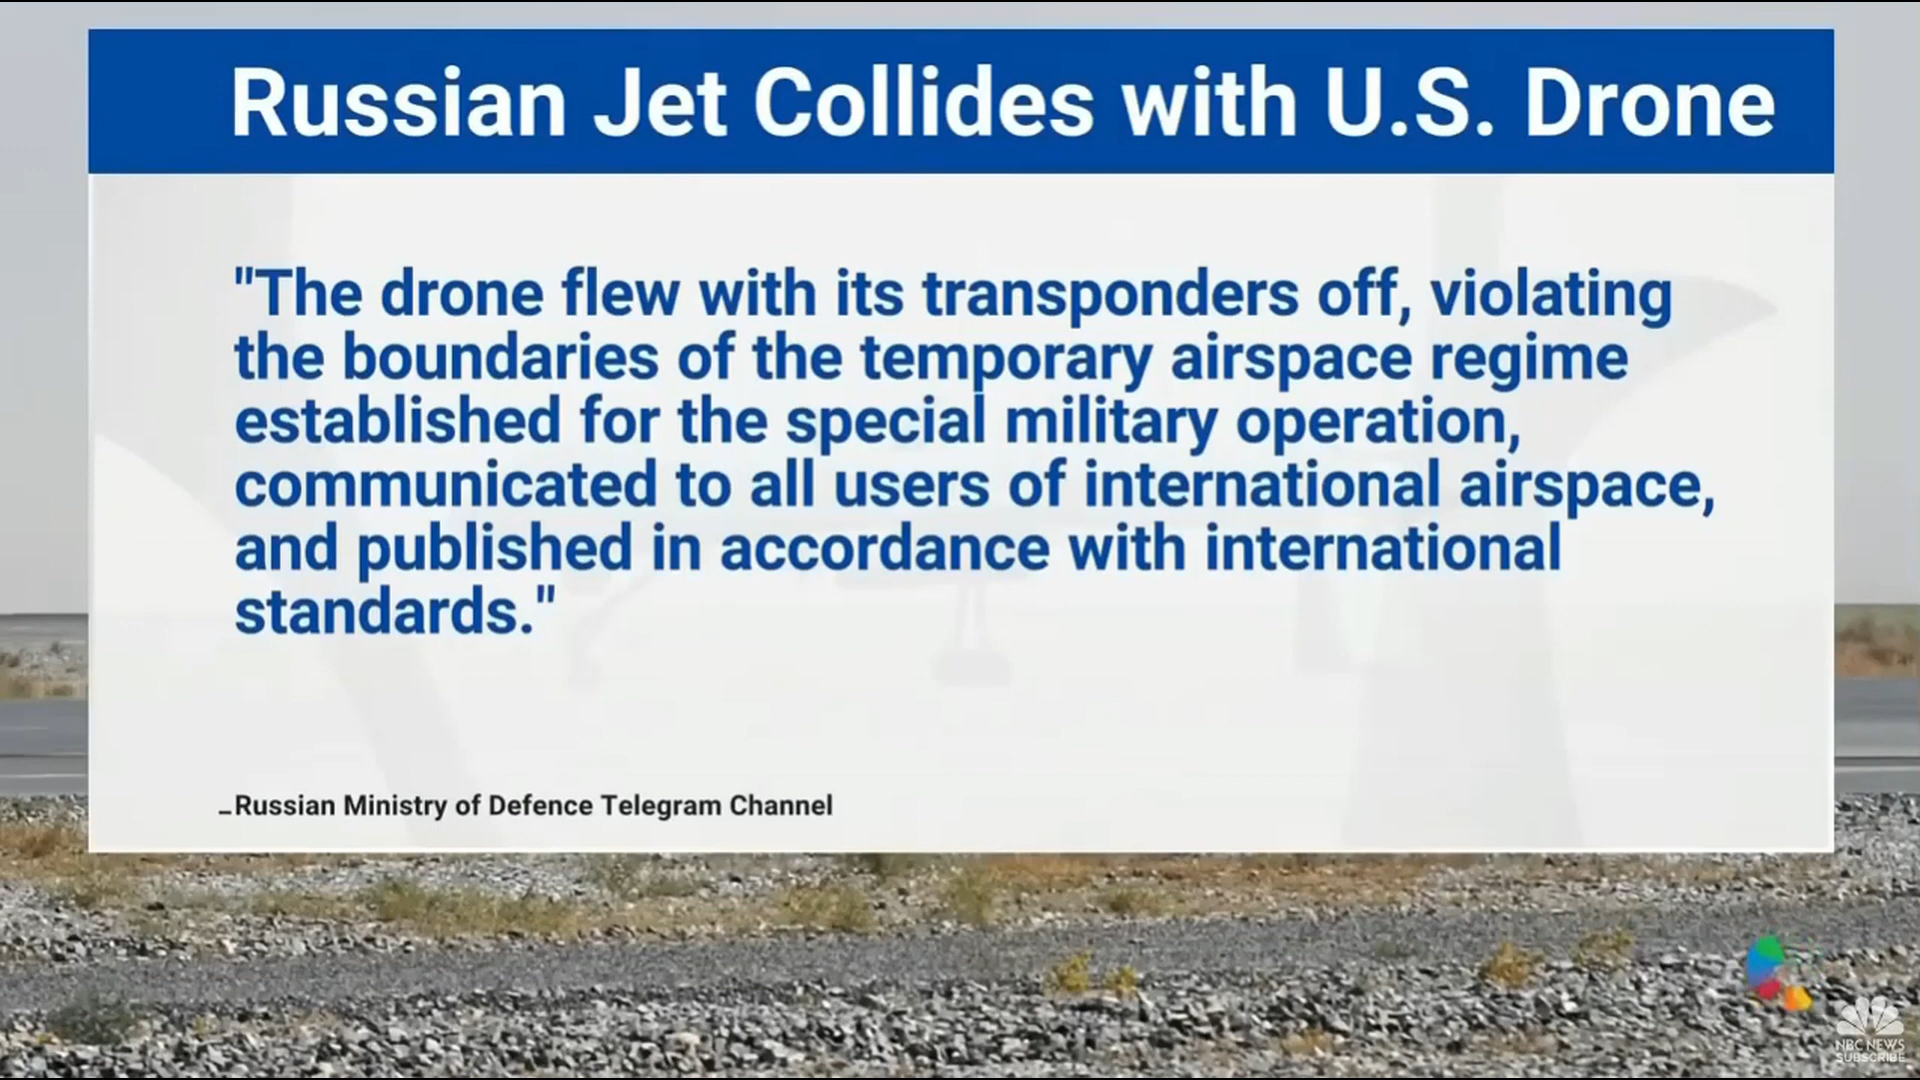 Russian Jet Collides with U.S. Drone
"The drone flew with its transponders off, violating
the boundaries of the temporary airspace regime
established for the special military operation,
communicated to all users of international airspace,
and published in accordance with international
standards."
–Russian Ministry of Defence Telegram Channel
NBC NEWS
SUBSCRIBE